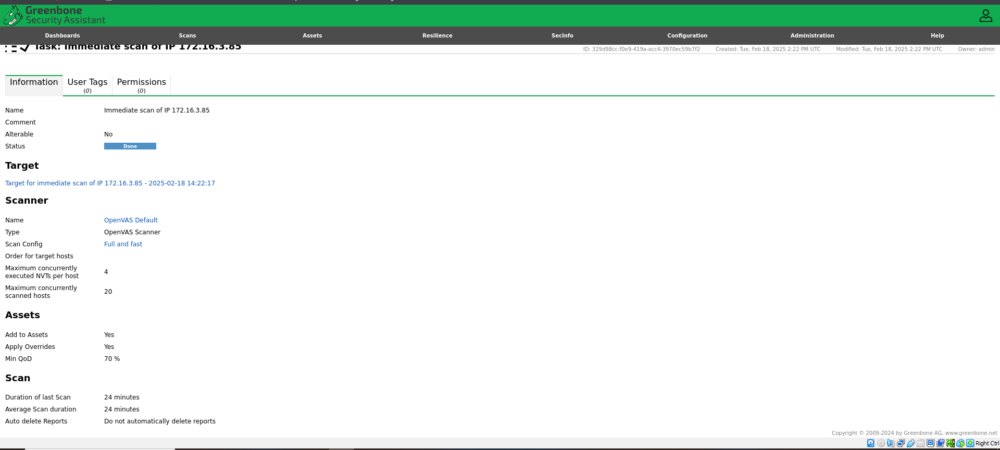 Greenbone
Security Assistant
Dashboards Scans Assets Resilience SecInfo Configuration Administration Help
Task: Immediate scan of IP 172.16.3.85
ID: 329d98cc-f0e9-419a-acc4-3970ec59b7f2 Created: Tue, Feb 18, 2025 2:22 PM UTC Modified: Tue, Feb 18, 2025 2:22 PM UTC Owner: admin
Information User Tags Permissions
(0) (0)
Name Immediate scan of IP 172.16.3.85
Comment
Alterable No
Status Done
Target
Target for immediate scan of IP 172.16.3.85 - 2025-02-18 14:22:17
Scanner
Name OpenVAS Default
Type OpenVAS Scanner
Scan Config Full and fast
Order for target hosts
Maximum concurrently
executed NVTs per host 4
Maximum concurrently
scanned hosts 20
Assets
Add to Assets Yes
Apply Overrides Yes
Min QoD 70 %
Scan
Duration of last Scan 24 minutes
Average Scan duration 24 minutes
Auto delete Reports Do not automatically delete reports
Copyright © 2009-2024 by Greenbone AG, www.greenbone.net
Right Ctrl